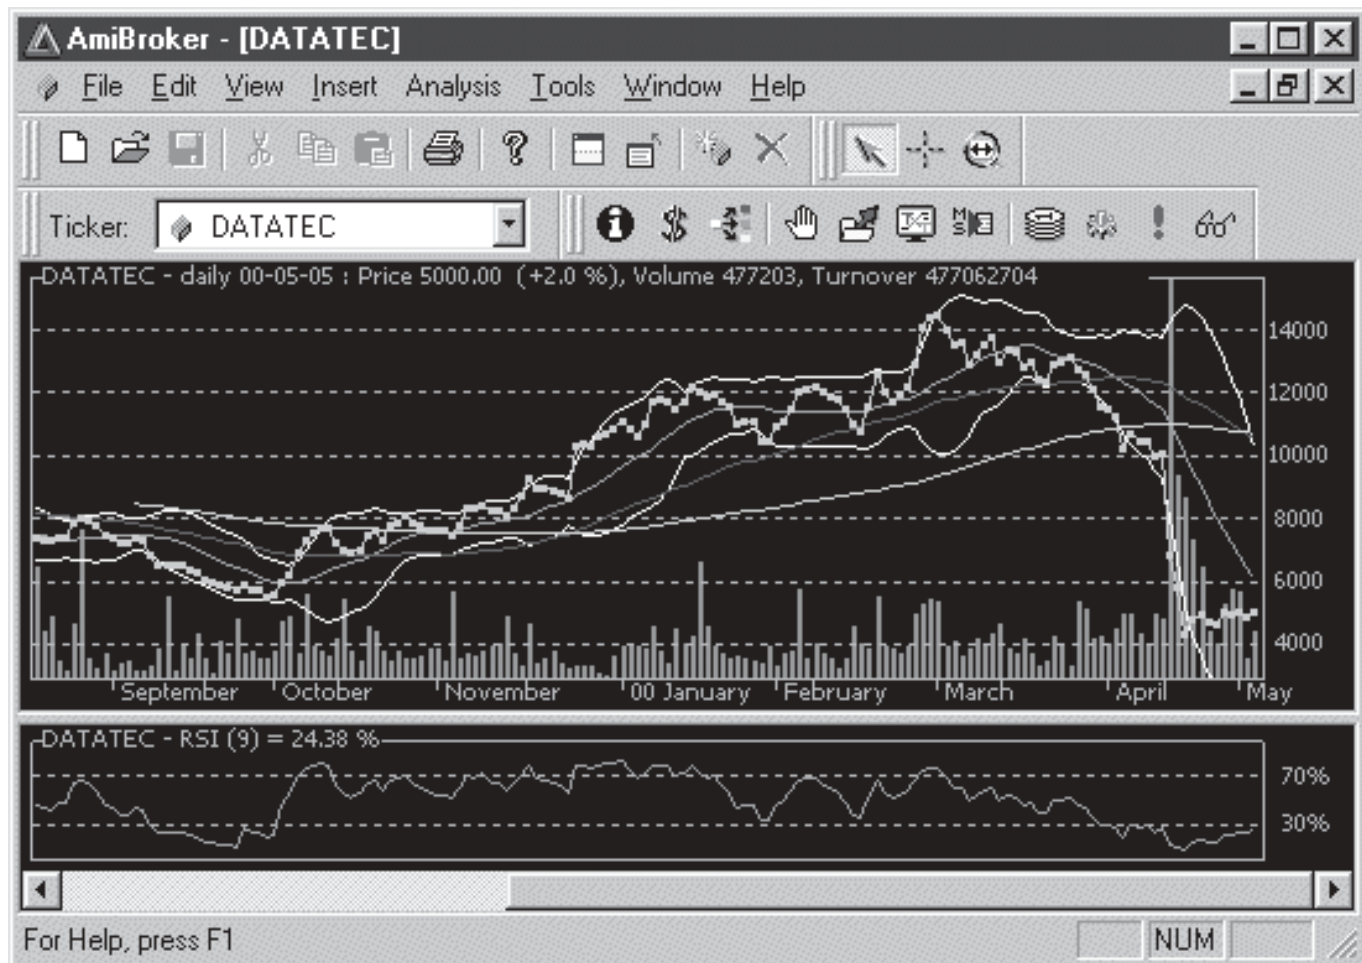 AmiBroker - [DATATEC]
File Edit View Insert Analysis Tools Window Help
Ticker: DATATEC
DATATEC - daily 00-05-05 : Price 5000.00 (+2.0 %), Volume 477203, Turnover 477062704
14000
12000
10000
8000
6000
4000
September October November 00 January February March April May
DATATEC - RSI (9) = 24.38 %
70%
30%
For Help, press F1 NUM